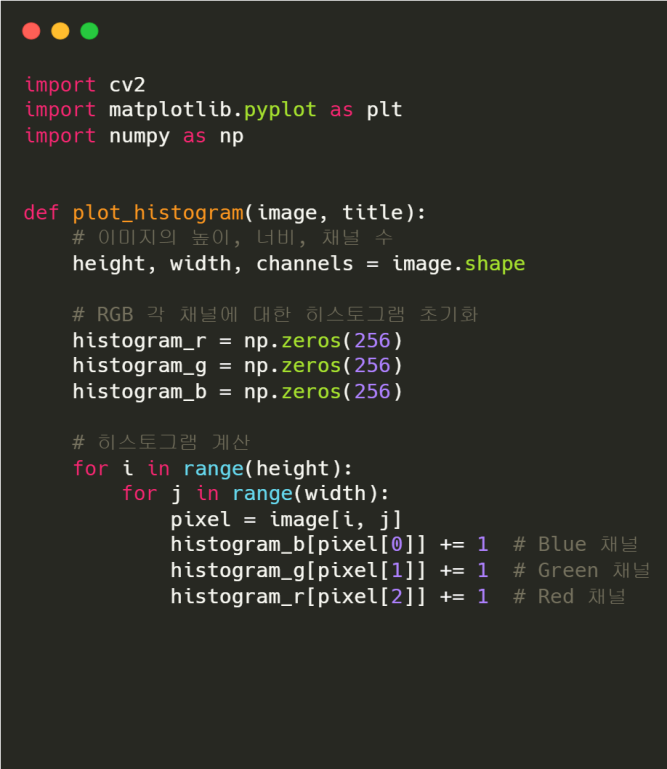 import cv2
import matplotlib.pyplot as plt
import numpy as np
def plot_histogram(image, title):
# 이미지의 높이, 너비, 채널 수
height, width, channels = image.shape
# RGB 각 채널에 대한 히스토그램 초기화
histogram_r = np.zeros(256)
histogram_g = np.zeros(256)
histogram_b = np.zeros(256)
# 히스토그램 계산
for i in range(height):
for j in range(width):
pixel = image[i, j]
histogram_b[pixel[0]] += 1  # Blue 채널
histogram_g[pixel[1]] += 1  # Green 채널
histogram_r[pixel[2]] += 1  # Red 채널